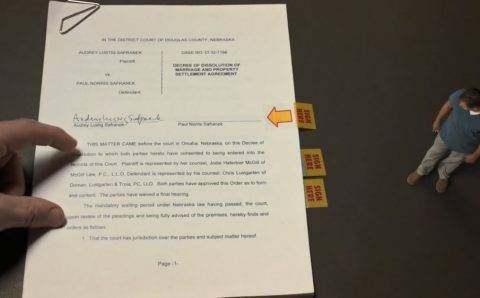 IN THE DISTRICT COURT OF DOUGLAS COUNTY, NEBRASKA
AUDREY LUSTIG SAFRANEK,
Plaintiff
vs.
PAUL NORRIS SAFRANEK,
Defendant.
CASE NO.
DECREE OF DISSOLUTION OF
MARRIAGE AND PROPERTY
SETTLEMENT AGREEMENT
Audrey Lustig Safranek
Audrey Lustig Safranek
Paul Norris Safranek
THIS MATTER CAME before the court in Omaha, Nebraska, on this Decree of
Dissolution to which both parties hereto have consented to being entered into the
records of this Court. Plaintiff is represented by her counsel, Jodie Haferbier McGill of
McGill Law, P.C., L.L.O. Defendant is represented by his counsel, Chris Lustgarten of
Lustgarten & Troia, PC, LLO. Both parties have approved this Order as to form
and content. The parties have waived a final hearing.
The mandatory waiting period under Nebraska law having passed, the court,
upon review of the pleadings and being fully advised of the premises, hereby finds and
orders as follows:
1. That the court has jurisdiction over the parties and subject matter hereof.
Page -1-
SIGN HERE
SIGN HERE
SIGN HERE